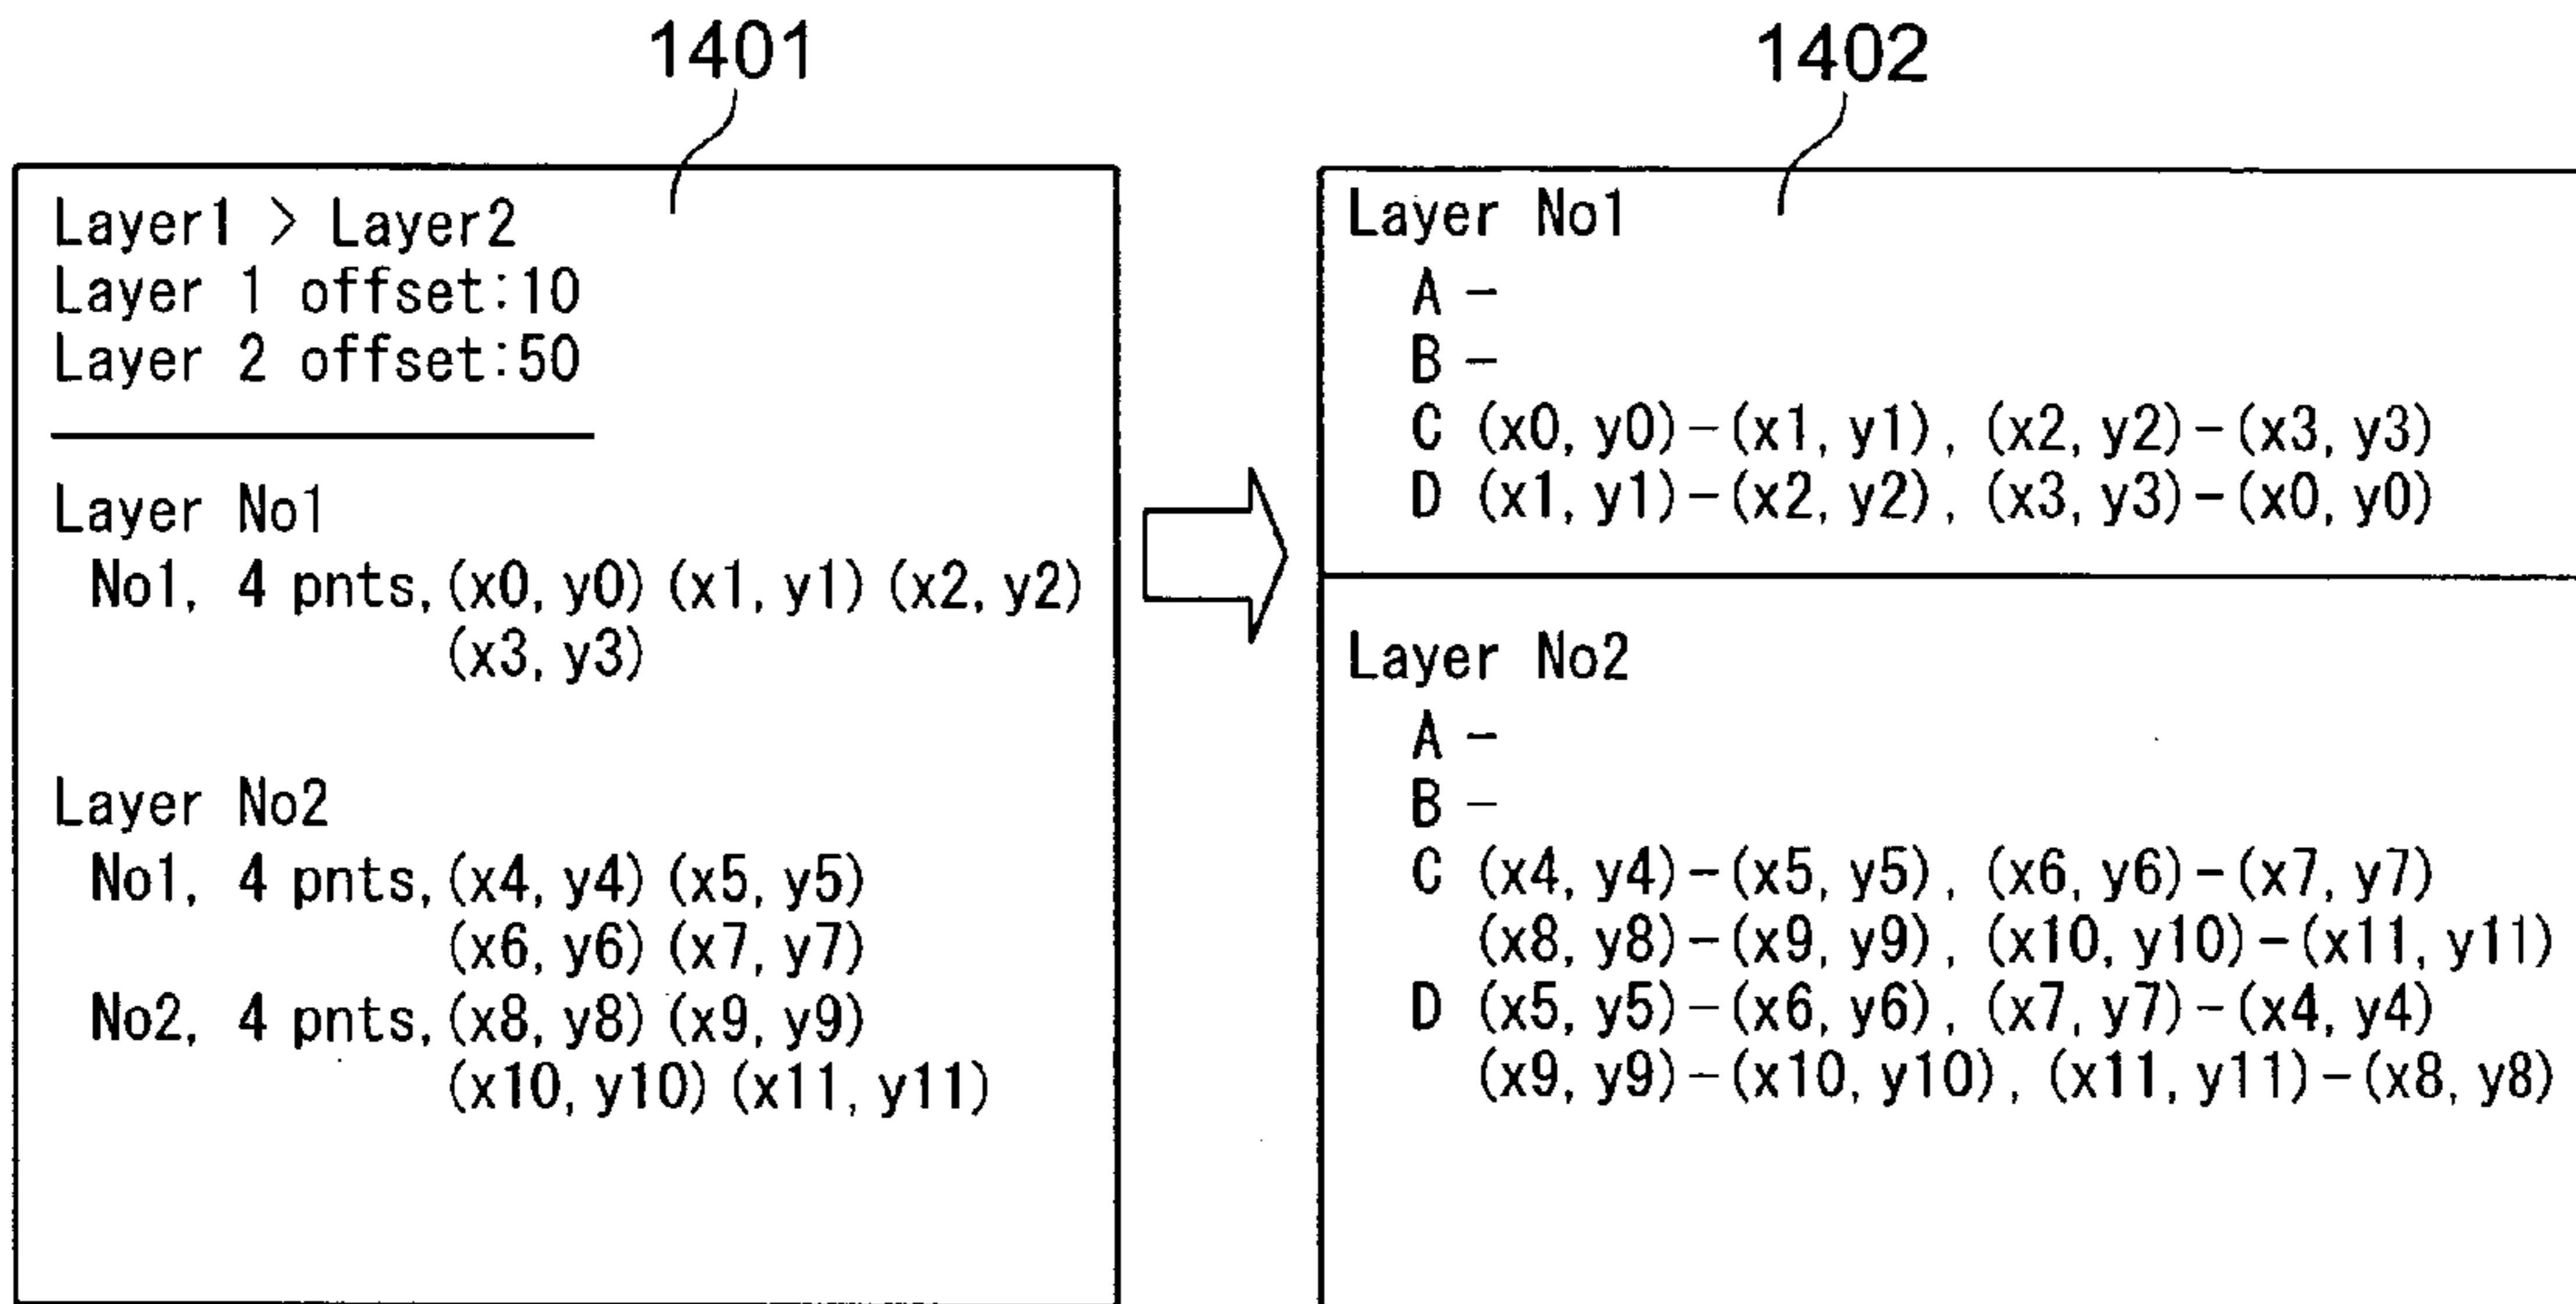 1401
Layer1 > Layer2
Layer 1 offset:10
Layer 2 offset:50
Layer No1
No1, 4 pnts, (x0, y0) (x1, y1) (x2, y2)
(x3, y3)
Layer No2
No1, 4 pnts, (x4, y4) (x5, y5)
(x6, y6) (x7, y7)
No2, 4 pnts, (x8, y8) (x9, y9)
(x10, y10) (x11, y11)
1402
Layer No1
A -
B -
C (x0, y0)-(x1, y1), (x2, y2)-(x3, y3)
D (x1, y1)-(x2, y2), (x3, y3)-(x0, y0)
Layer No2
A -
B -
C (x4, y4)-(x5, y5), (x6, y6)-(x7, y7)
(x8, y8)-(x9, y9), (x10, y10)-(x11, y11)
D (x5, y5)-(x6, y6), (x7, y7)-(x4, y4)
(x9, y9)-(x10, y10), (x11, y11)-(x8, y8)